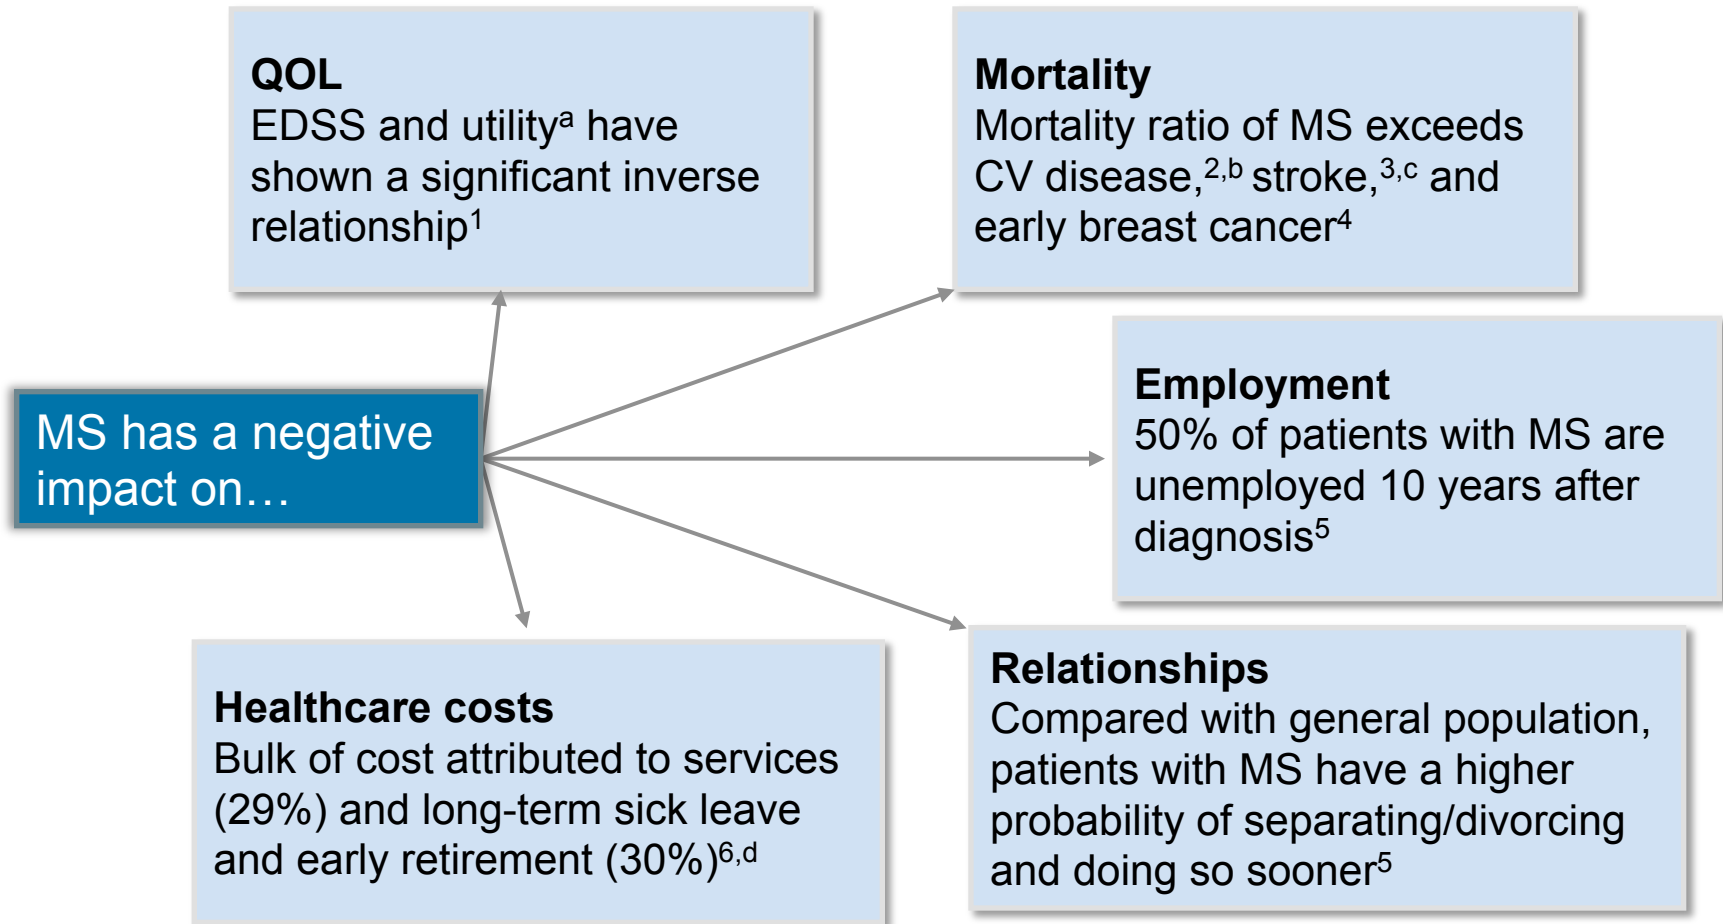 QOL
EDSS and utilityᵃ have
shown a significant inverse
relationship¹
Mortality
Mortality ratio of MS exceeds
CV disease,²,ᵇ stroke,³,ᶜ and
early breast cancer⁴
MS has a negative
impact on…
Employment
50% of patients with MS are
unemployed 10 years after
diagnosis⁵
Healthcare costs
Bulk of cost attributed to services
(29%) and long-term sick leave
and early retirement (30%)⁶,ᵈ
Relationships
Compared with general population,
patients with MS have a higher
probability of separating/divorcing
and doing so sooner⁵